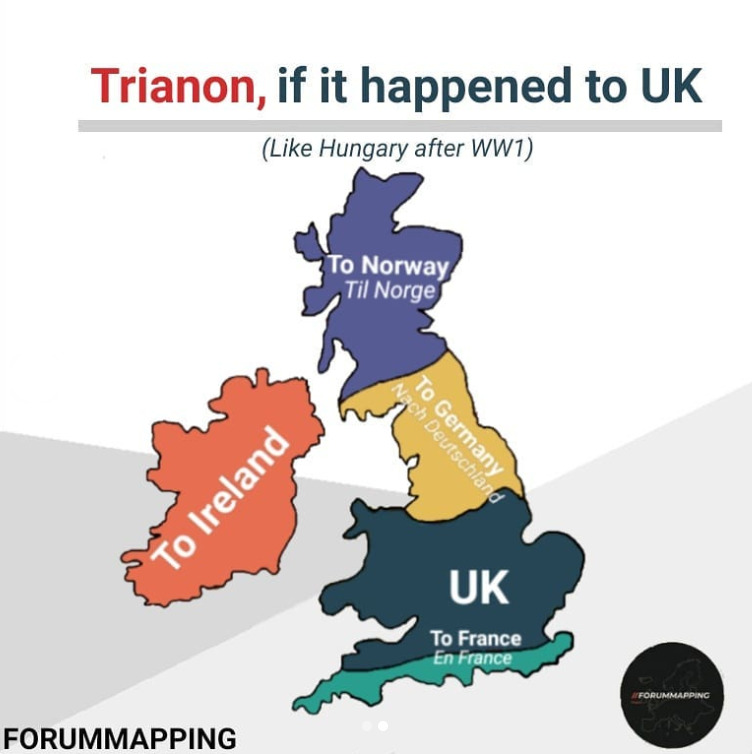 Trianon, if it happened to UK
(Like Hungary after WW1)
To Norway
Til Norge
To Germany
Nach Deutschland
To Ireland
UK
To France
En France
//FORUMMAPPING
FORUMMAPPING